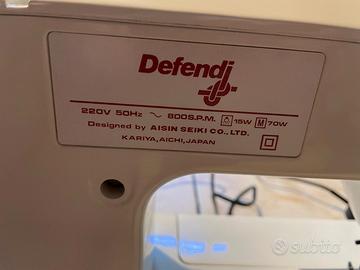 Defendi
220V 50Hz ~ 800S.P.M. 15W M 70W
Designed by AISIN SEIKI CO., LTD.
KARIYA, AICHI, JAPAN
subito